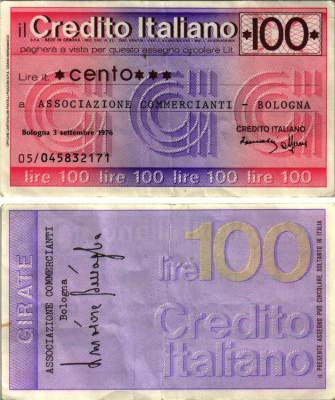 il Credito Italiano *100*
pagherà a vista per questo assegno circolare Lit.
Lire it. *cento***
a ASSOCIAZIONE COMMERCIANTI - BOLOGNA
Bologna 3 settembre 1976 CREDITO ITALIANO
05/045832171
lire 100 lire 100 lire 100 lire 100 lire 100
GIRATE
ASSOCIAZIONE COMMERCIANTI
Bologna
lire 100
Credito
Italiano
IL PRESENTE ASSEGNO PUO' CIRCOLARE SOLTANTO IN ITALIA